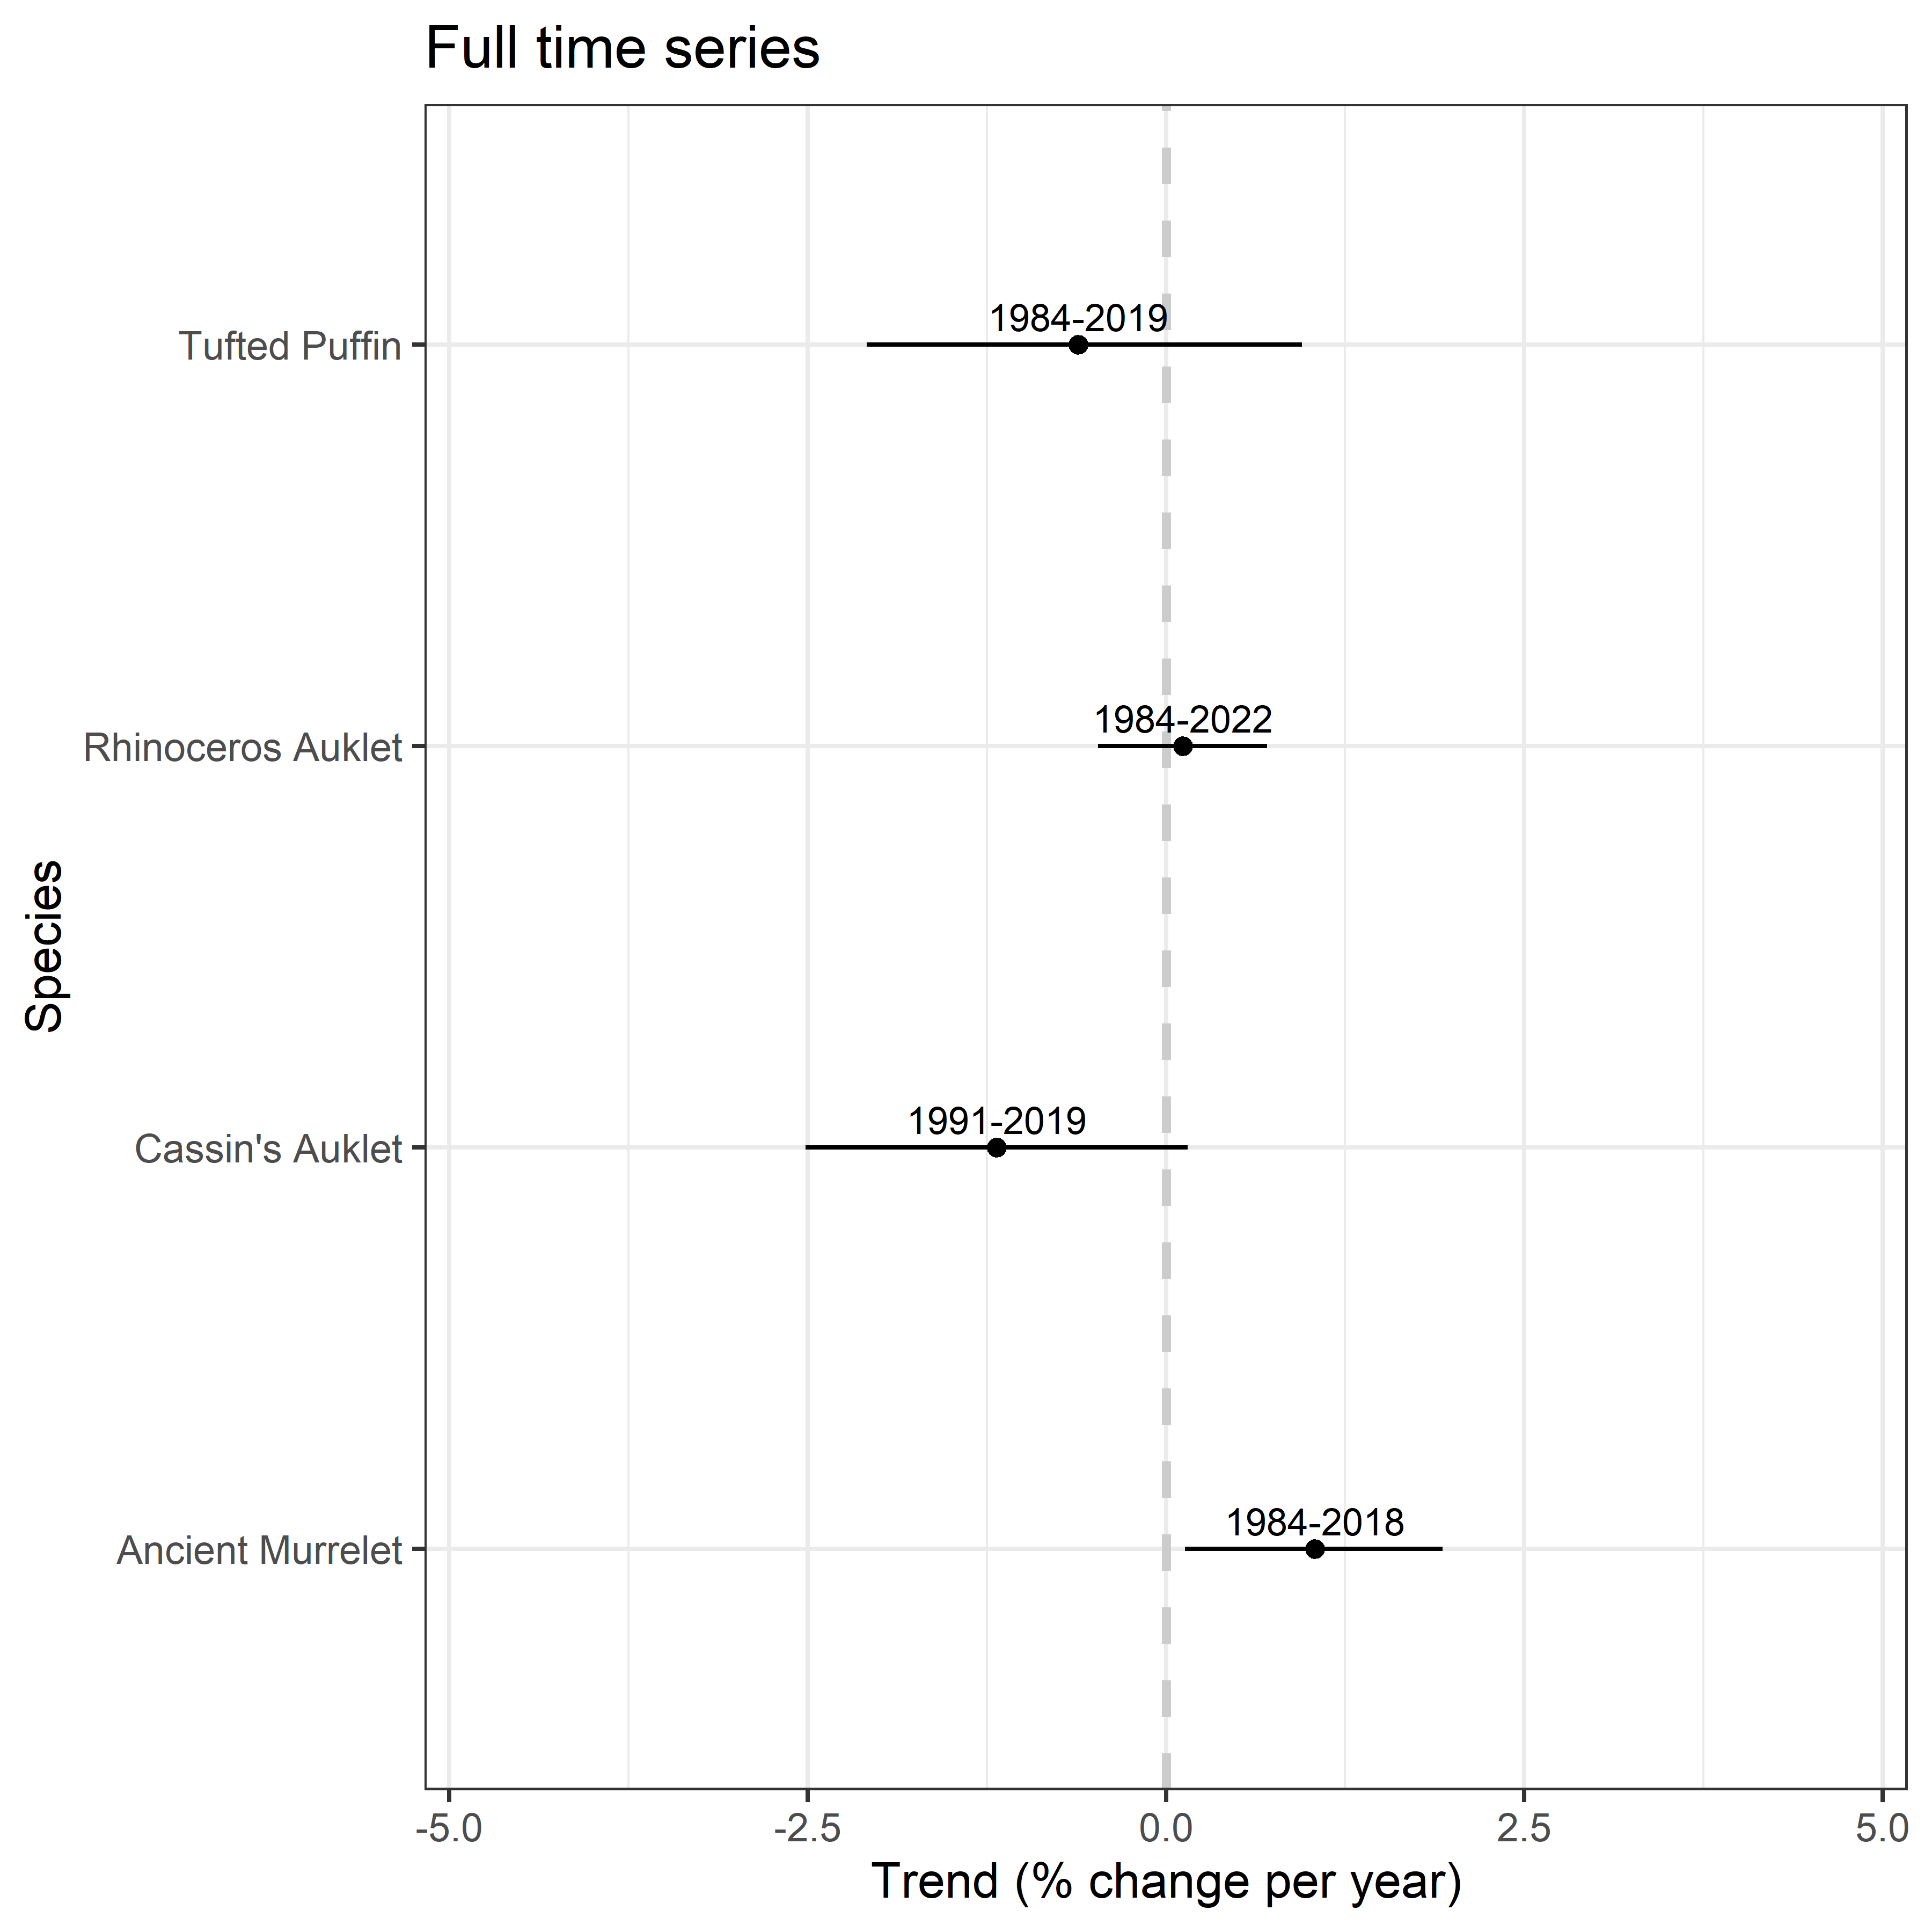 Full time series
Species
Tufted Puffin
1984-2019
Rhinoceros Auklet
1984-2022
Cassin's Auklet
1991-2019
Ancient Murrelet
1984-2018
-5.0
-2.5
0.0
2.5
5.0
Trend (% change per year)